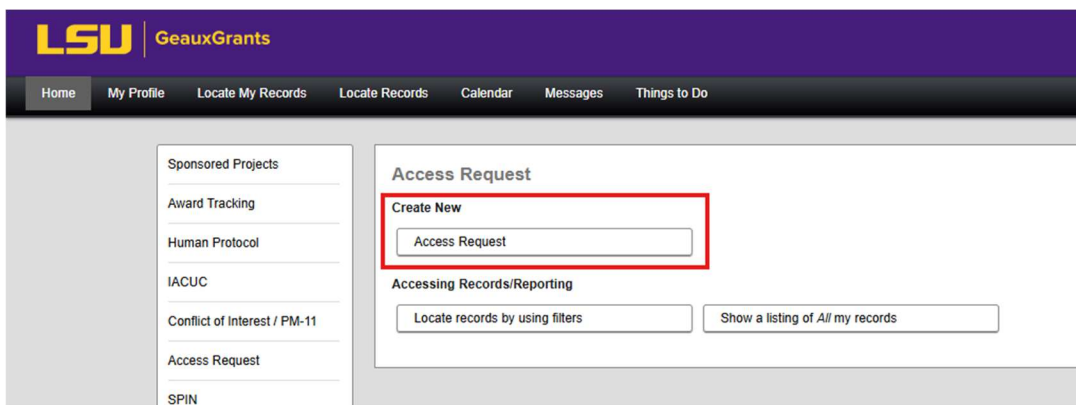 LSU GeauxGrants
Home My Profile Locate My Records Locate Records Calendar Messages Things to Do
Sponsored Projects
Award Tracking
Human Protocol
IACUC
Conflict of Interest / PM-11
Access Request
SPIN
Access Request
Create New
Access Request
Accessing Records/Reporting
Locate records by using filters Show a listing of All my records